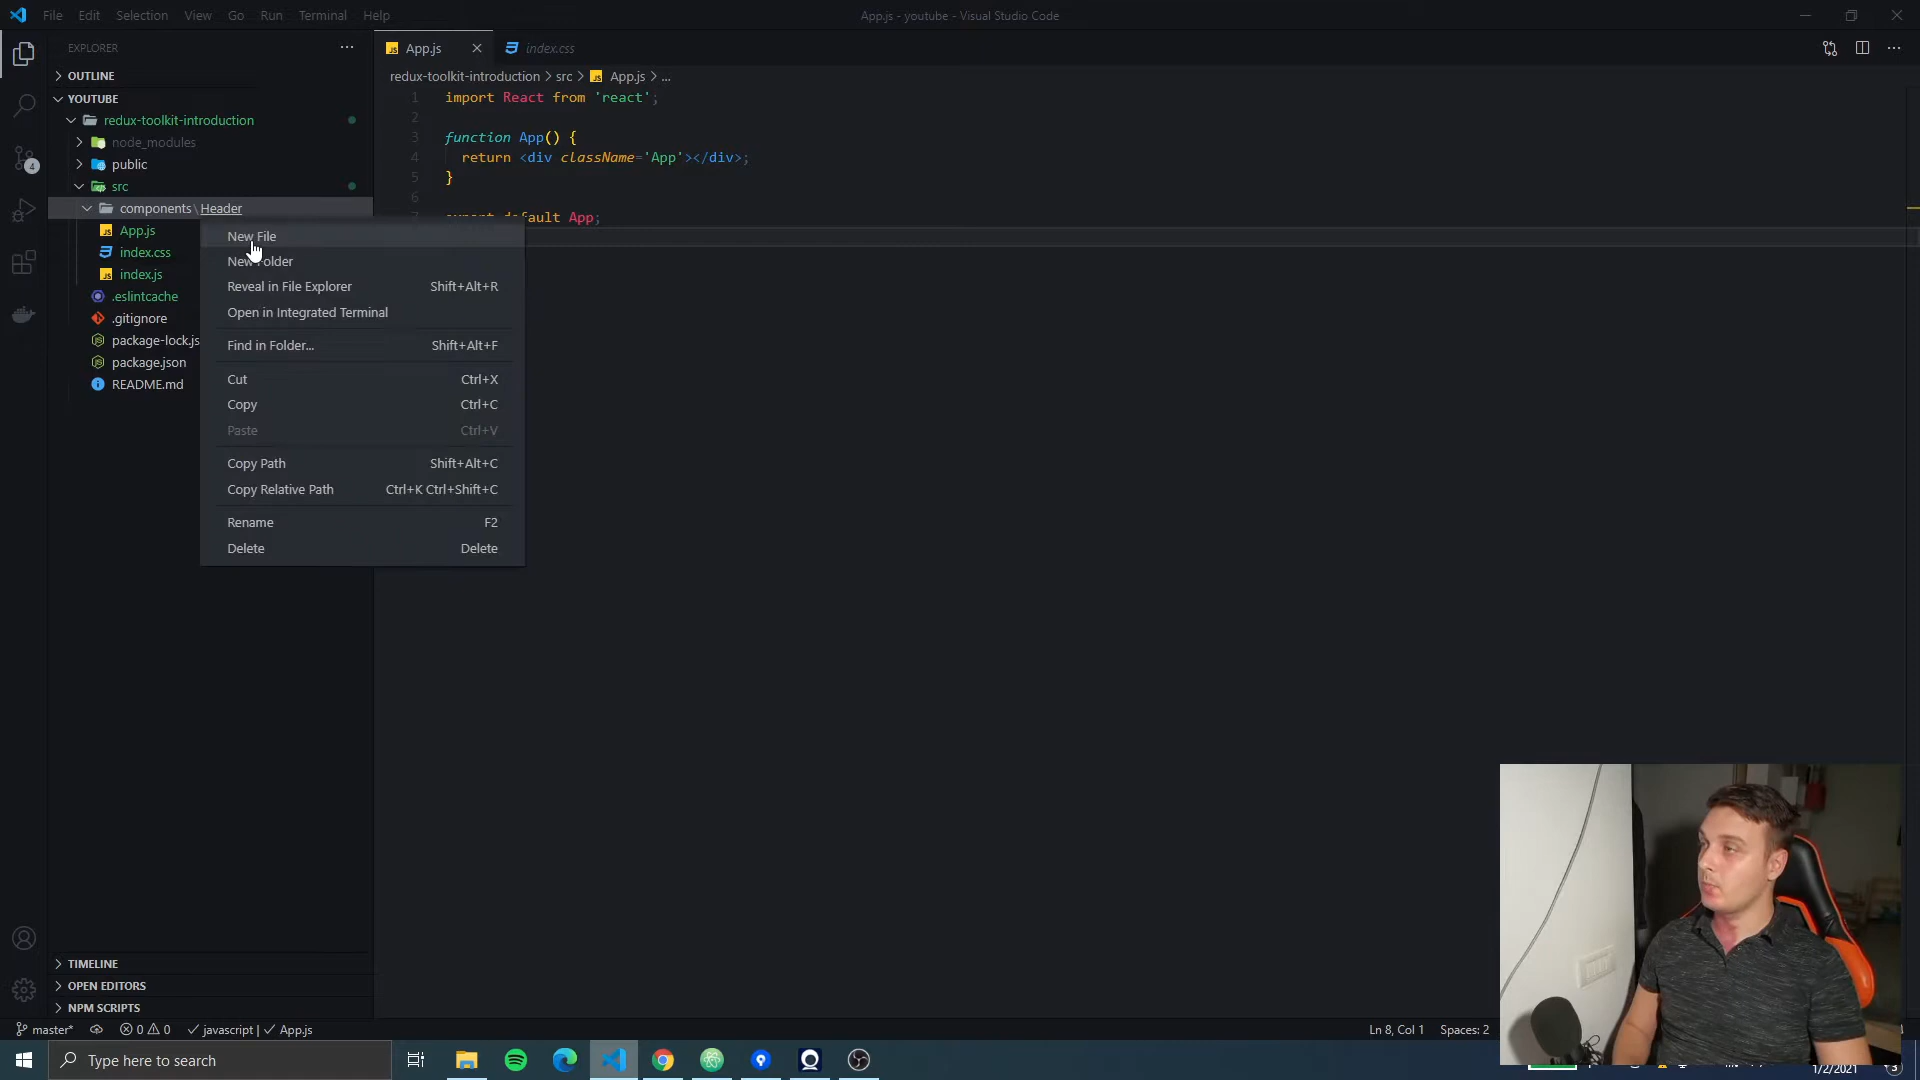 File Edit Selection View Go Run Terminal Help
App.js - youtube - Visual Studio Code
EXPLORER
OUTLINE
YOUTUBE
redux-toolkit-introduction
node_modules
public
src
components \ Header
App.js
index.css
index.js
.eslintcache
.gitignore
package-lock.js
package.json
README.md
4
TIMELINE
OPEN EDITORS
NPM SCRIPTS
New File
New Folder
Reveal in File Explorer Shift+Alt+R
Open in Integrated Terminal
Find in Folder... Shift+Alt+F
Cut Ctrl+X
Copy Ctrl+C
Paste Ctrl+V
Copy Path Shift+Alt+C
Copy Relative Path Ctrl+K Ctrl+Shift+C
Rename F2
Delete Delete
JS App.js index.css
redux-toolkit-introduction > src > JS App.js > ...
1 import React from 'react';
2
3 function App() {
4 return <div className='App'></div>;
5 }
6
7 export default App;
master* 0 0 javascript | App.js
Ln 8, Col 1 Spaces: 2
Type here to search
1/2/2021
3